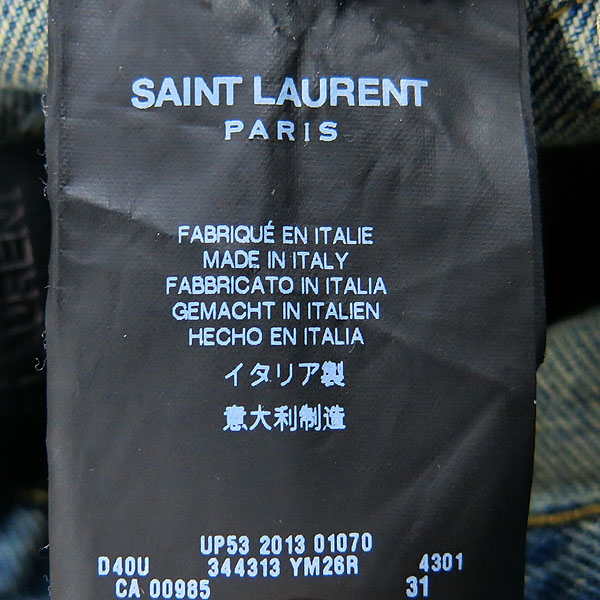 SAINT LAURENT
PARIS
FABRIQUÉ EN ITALIE
MADE IN ITALY
FABBRICATO IN ITALIA
GEMACHT IN ITALIEN
HECHO EN ITALIA
イタリア製
意大利制造
UP53 2013 01070
D40U 344313 YM26R 4301
CA 00985 31